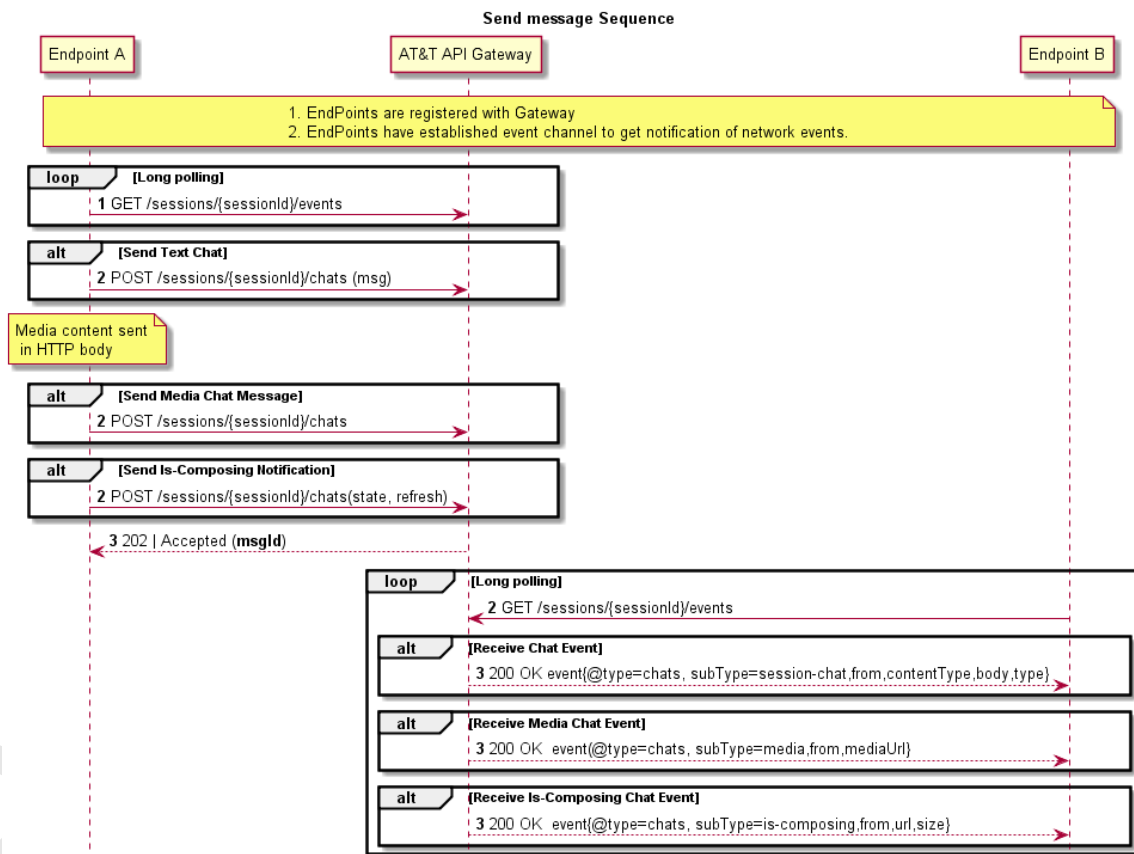 Send message Sequence
Endpoint A
AT&T API Gateway
Endpoint B
1. EndPoints are registered with Gateway
2. EndPoints have established event channel to get notification of network events.
loop [Long polling]
1 GET /sessions/{sessionId}/events
alt [Send Text Chat]
2 POST /sessions/{sessionId}/chats (msg)
Media content sent
in HTTP body
alt [Send Media Chat Message]
2 POST /sessions/{sessionId}/chats
alt [Send Is-Composing Notification]
2 POST /sessions/{sessionId}/chats(state, refresh)
3 202 | Accepted (msgId)
loop [Long polling]
2 GET /sessions/{sessionId}/events
alt [Receive Chat Event]
3 200 OK event{@type=chats, subType=session-chat,from,contentType,body,type}
alt [Receive Media Chat Event]
3 200 OK event{@type=chats, subType=media,from,mediaUrl}
alt [Receive Is-Composing Chat Event]
3 200 OK event{@type=chats, subType=is-composing,from,url,size}